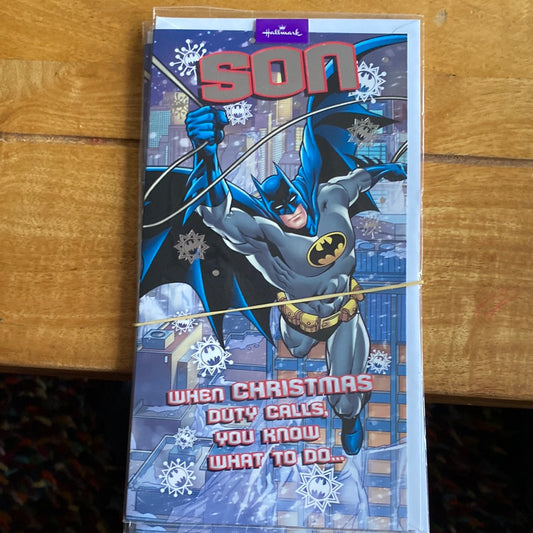 Hallmark
SON
WHEN CHRISTMAS
DUTY CALLS,
YOU KNOW
WHAT TO DO...